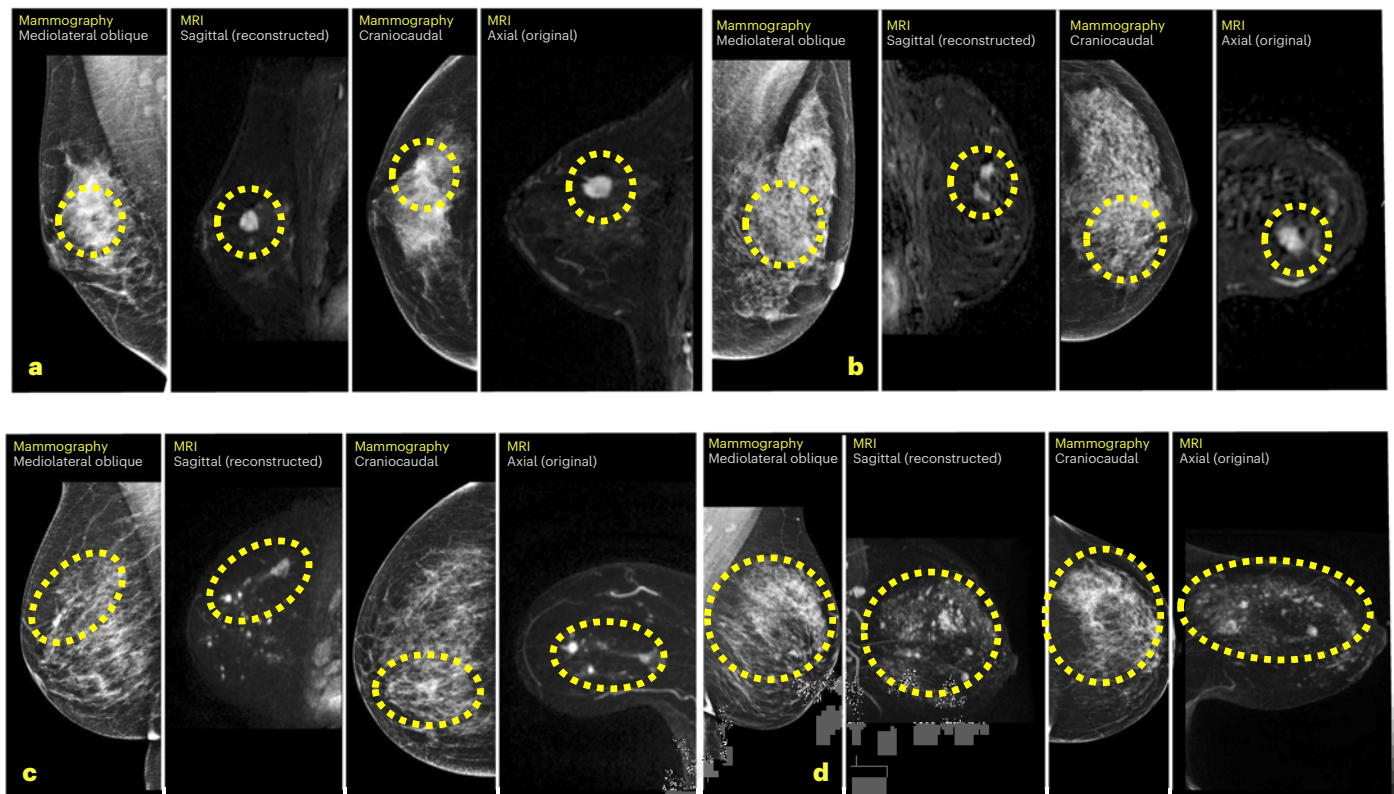 Mammography
Mediolateral oblique
MRI
Sagittal (reconstructed)
Mammography
Craniocaudal
MRI
Axial (original)
a
Mammography
Mediolateral oblique
MRI
Sagittal (reconstructed)
Mammography
Craniocaudal
MRI
Axial (original)
b
Mammography
Mediolateral oblique
MRI
Sagittal (reconstructed)
Mammography
Craniocaudal
MRI
Axial (original)
c
Mammography
Mediolateral oblique
MRI
Sagittal (reconstructed)
Mammography
Craniocaudal
MRI
Axial (original)
d